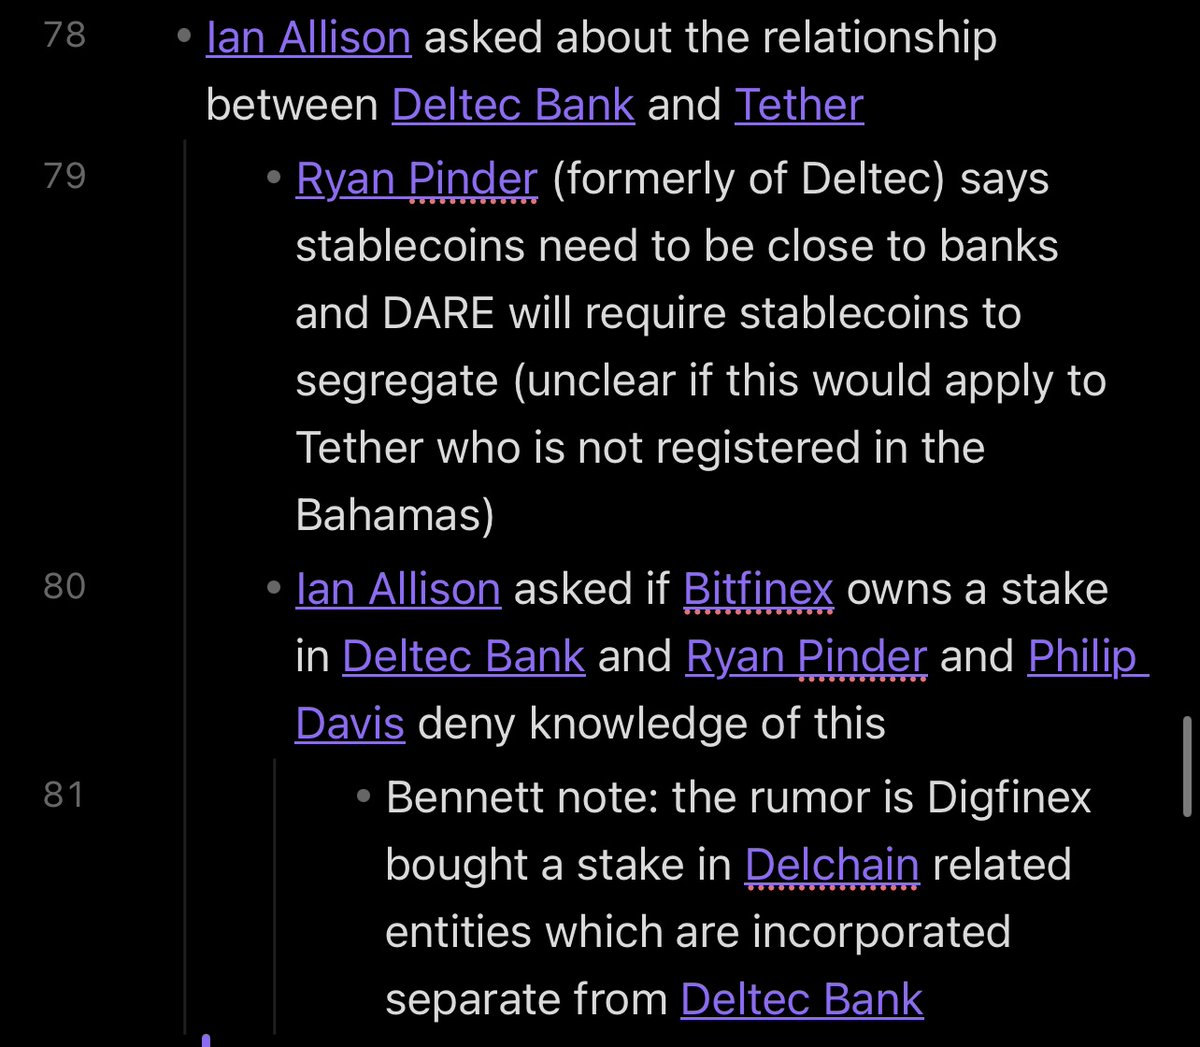 78 • Ian Allison asked about the relationship
between Deltec Bank and Tether
79 • Ryan Pinder (formerly of Deltec) says
stablecoins need to be close to banks
and DARE will require stablecoins to
segregate (unclear if this would apply to
Tether who is not registered in the
Bahamas)
80 • Ian Allison asked if Bitfinex owns a stake
in Deltec Bank and Ryan Pinder and Philip
Davis deny knowledge of this
81 • Bennett note: the rumor is Digfinex
bought a stake in Delchain related
entities which are incorporated
separate from Deltec Bank